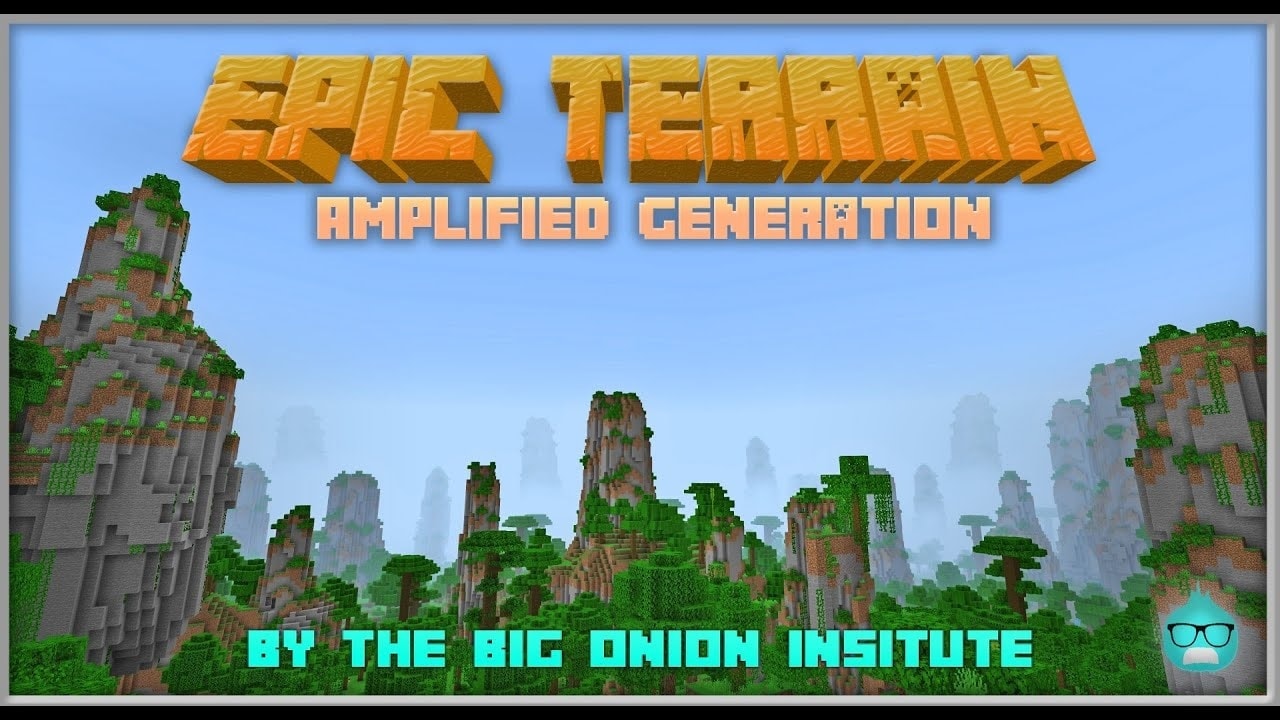 EPIC TERRAIN
AMPLIFIED GENERATION
BY THE BIG ONION INSITUTE